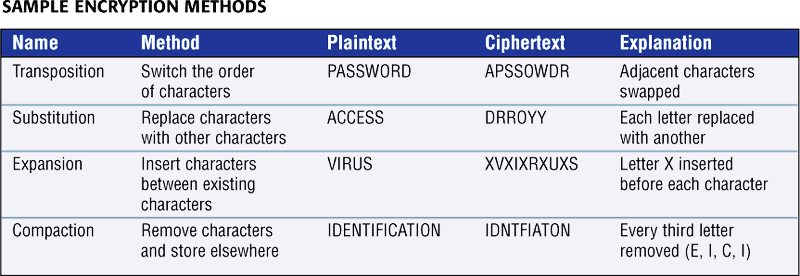 SAMPLE ENCRYPTION METHODS
Name Method Plaintext Ciphertext Explanation
Transposition Switch the order PASSWORD APSSOWDR Adjacent characters
of characters swapped
Substitution Replace characters ACCESS DRROYY Each letter replaced
with other characters with another
Expansion Insert characters VIRUS XVXIXRXUXS Letter X inserted
between existing before each character
characters
Compaction Remove characters IDENTIFICATION IDNTFIATON Every third letter
and store elsewhere removed (E, I, C, I)